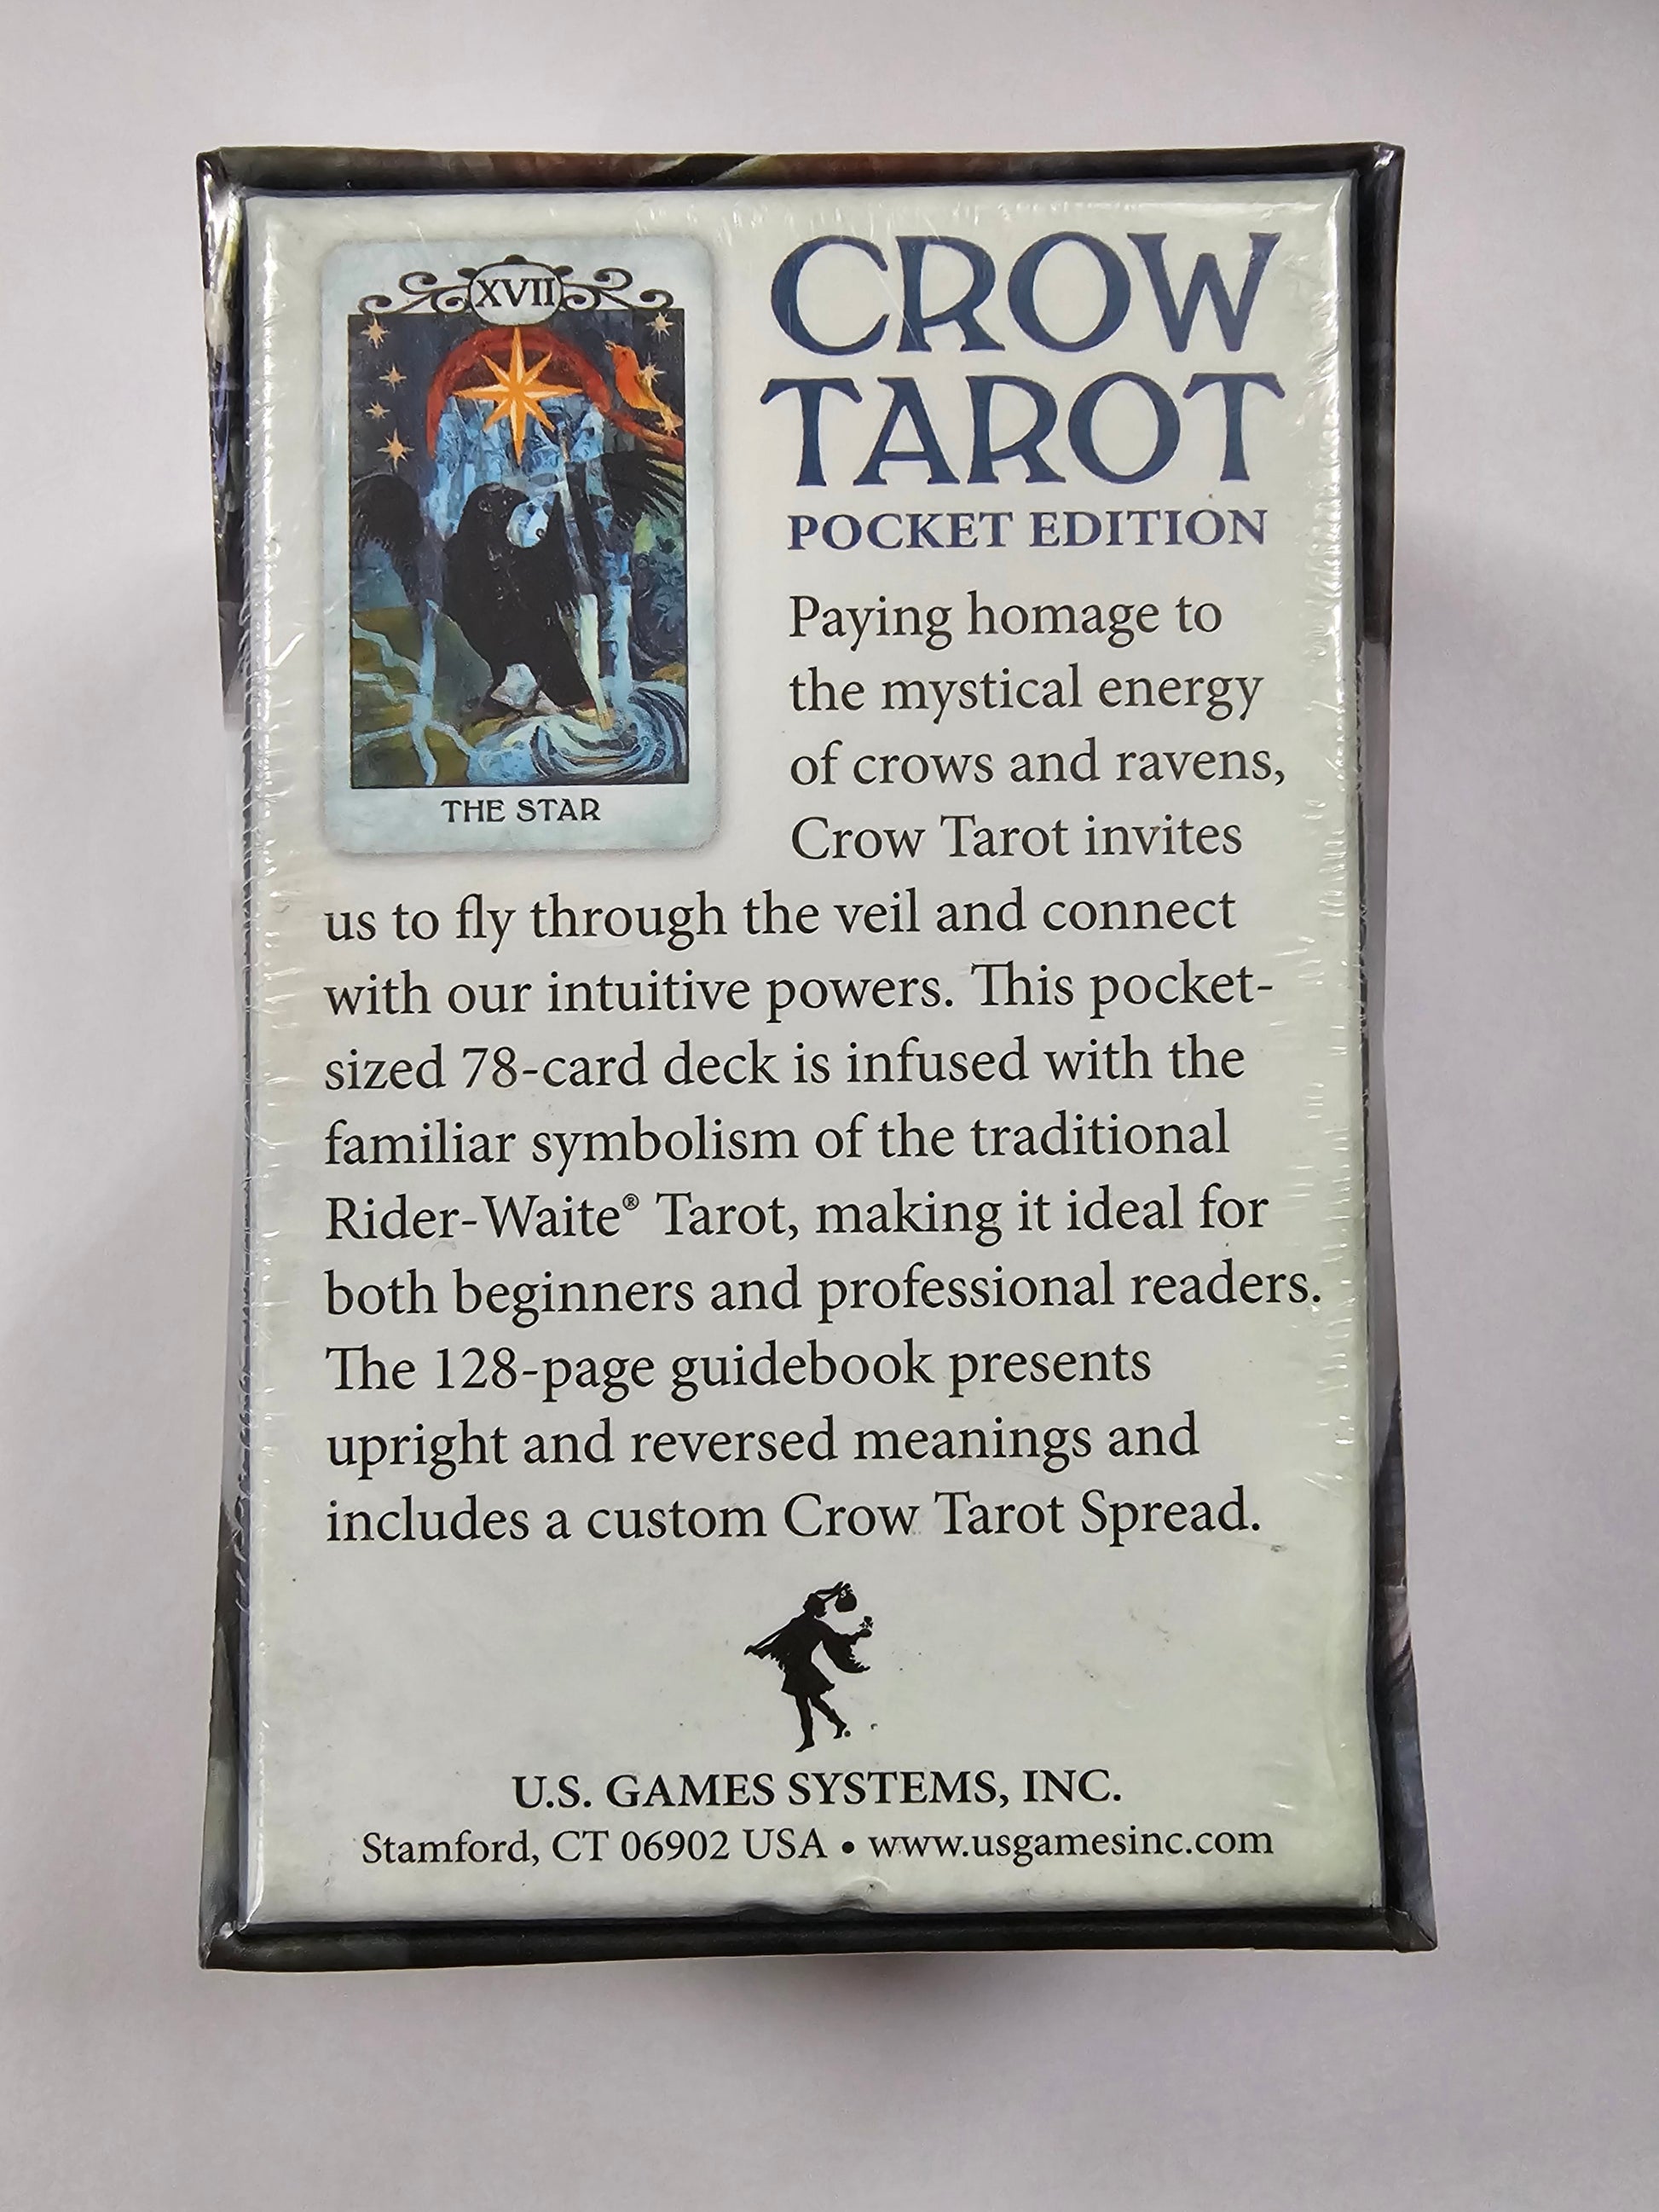 XVII
THE STAR
CROW
TAROT
POCKET EDITION
Paying homage to
the mystical energy
of crows and ravens,
Crow Tarot invites
us to fly through the veil and connect
with our intuitive powers. This pocket-
sized 78-card deck is infused with the
familiar symbolism of the traditional
Rider-Waite® Tarot, making it ideal for
both beginners and professional readers.
The 128-page guidebook presents
upright and reversed meanings and
includes a custom Crow Tarot Spread.
U.S. GAMES SYSTEMS, INC.
Stamford, CT 06902 USA • www.usgamesinc.com